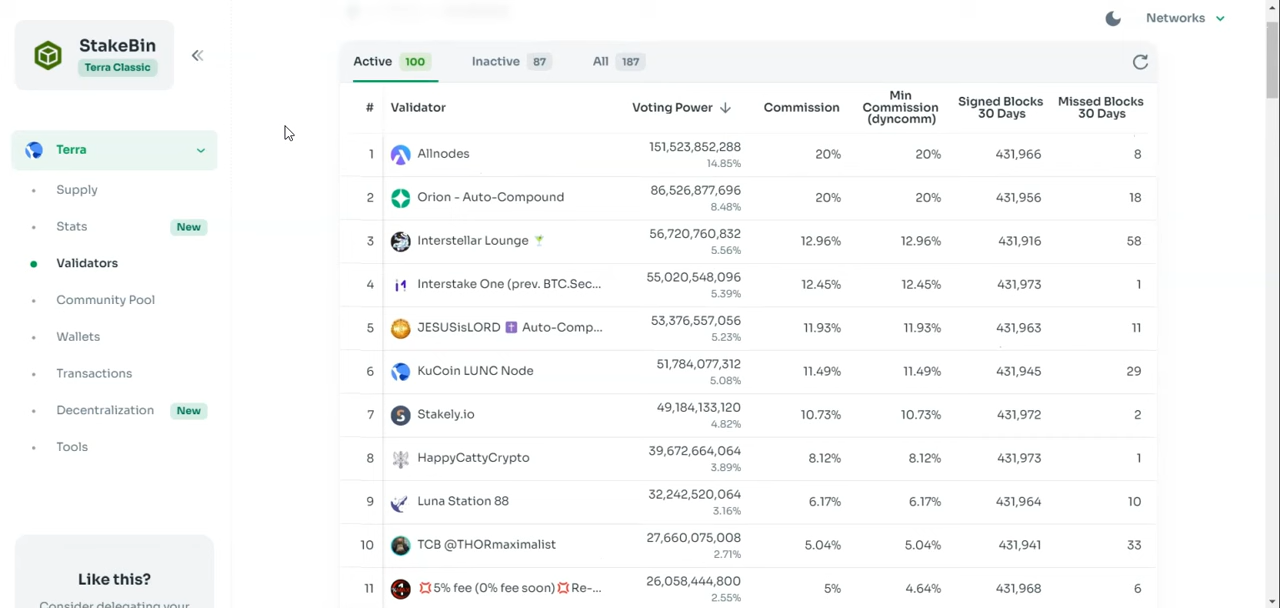 StakeBin
Terra Classic
Networks
Terra
Supply
Stats New
Validators
Community Pool
Wallets
Transactions
Decentralization New
Tools
Like this?
Consider delegating your
Active 100 Inactive 87 All 187
# Validator Voting Power ↓ Commission Min Commission (dyncomm) Signed Blocks 30 Days Missed Blocks 30 Days
1 Allnodes 151,523,852,288 20% 20% 431,966 8
14.85%
2 Orion - Auto-Compound 86,526,877,696 20% 20% 431,956 18
8.48%
3 Interstellar Lounge 🍸 56,720,760,832 12.96% 12.96% 431,916 58
5.56%
4 Interstake One (prev. BTC.Sec... 55,020,548,096 12.45% 12.45% 431,973 1
5.39%
5 JESUSisLORD ✝️ Auto-Comp... 53,376,557,056 11.93% 11.93% 431,963 11
5.23%
6 KuCoin LUNC Node 51,784,077,312 11.49% 11.49% 431,945 29
5.08%
7 Stakely.io 49,184,133,120 10.73% 10.73% 431,972 2
4.82%
8 HappyCattyCrypto 39,672,664,064 8.12% 8.12% 431,973 1
3.89%
9 Luna Station 88 32,242,520,064 6.17% 6.17% 431,964 10
3.16%
10 TCB @THORmaximalist 27,660,075,008 5.04% 5.04% 431,941 33
2.71%
11 💢5% fee (0% fee soon)💢Re-... 26,058,444,800 5% 4.64% 431,968 6
2.55%